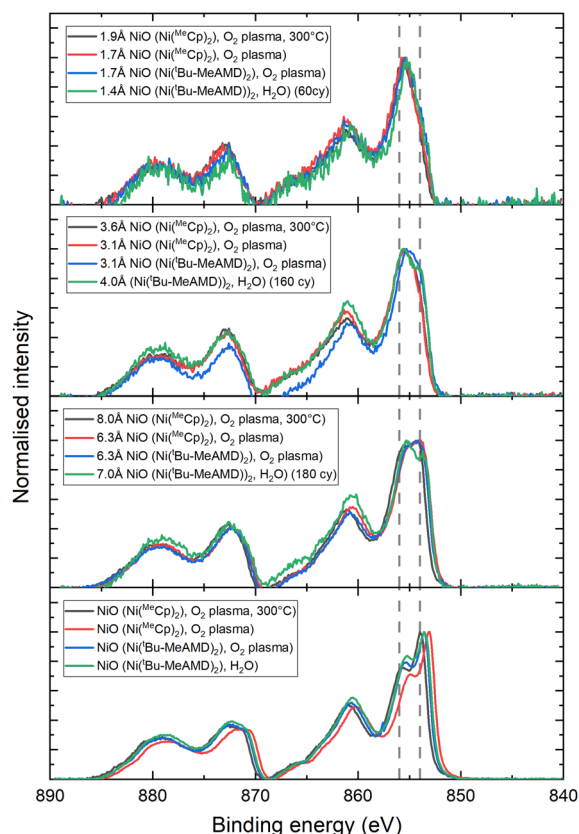 1.9Å NiO (Ni(ᴹᵉCp)₂), O₂ plasma, 300°C)
1.7Å NiO (Ni(ᴹᵉCp)₂), O₂ plasma)
1.7Å NiO (Ni(ᵗBu-MeAMD)₂), O₂ plasma)
1.4Å NiO (Ni(ᵗBu-MeAMD))₂, H₂O) (60cy)
3.6Å NiO (Ni(ᴹᵉCp)₂), O₂ plasma, 300°C)
3.1Å NiO (Ni(ᴹᵉCp)₂), O₂ plasma)
3.1Å NiO (Ni(ᵗBu-MeAMD)₂), O₂ plasma)
4.0Å (Ni(ᵗBu-MeAMD))₂, H₂O) (160 cy)
8.0Å NiO (Ni(ᴹᵉCp)₂), O₂ plasma, 300°C)
6.3Å NiO (Ni(ᴹᵉCp)₂), O₂ plasma)
6.3Å NiO (Ni(ᵗBu-MeAMD)₂), O₂ plasma)
7.0Å NiO (Ni(ᵗBu-MeAMD))₂, H₂O) (180 cy)
NiO (Ni(ᴹᵉCp)₂), O₂ plasma, 300°C)
NiO (Ni(ᴹᵉCp)₂), O₂ plasma)
NiO (Ni(ᵗBu-MeAMD)₂), O₂ plasma)
NiO (Ni(ᵗBu-MeAMD)₂), H₂O)
Normalised intensity
890 880 870 860 850 840
Binding energy (eV)